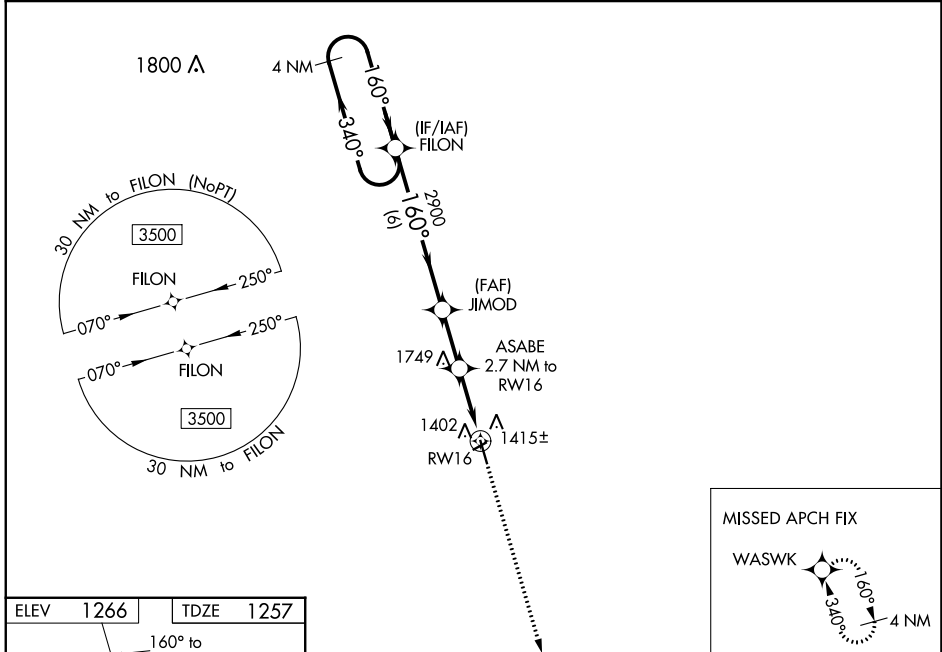 1800
4 NM
160°
340°
(IF/IAF)
FILON
2900
160°
(6)
30 NM to FILON (NoPT)
3500
FILON
250°
070°
250°
070°
FILON
3500
30 NM to FILON
(FAF)
JIMOD
1749
ASABE
2.7 NM to
RW16
1402
1415±
RW16
MISSED APCH FIX
WASWK
160°
340°
4 NM
ELEV 1266
TDZE 1257
160° to